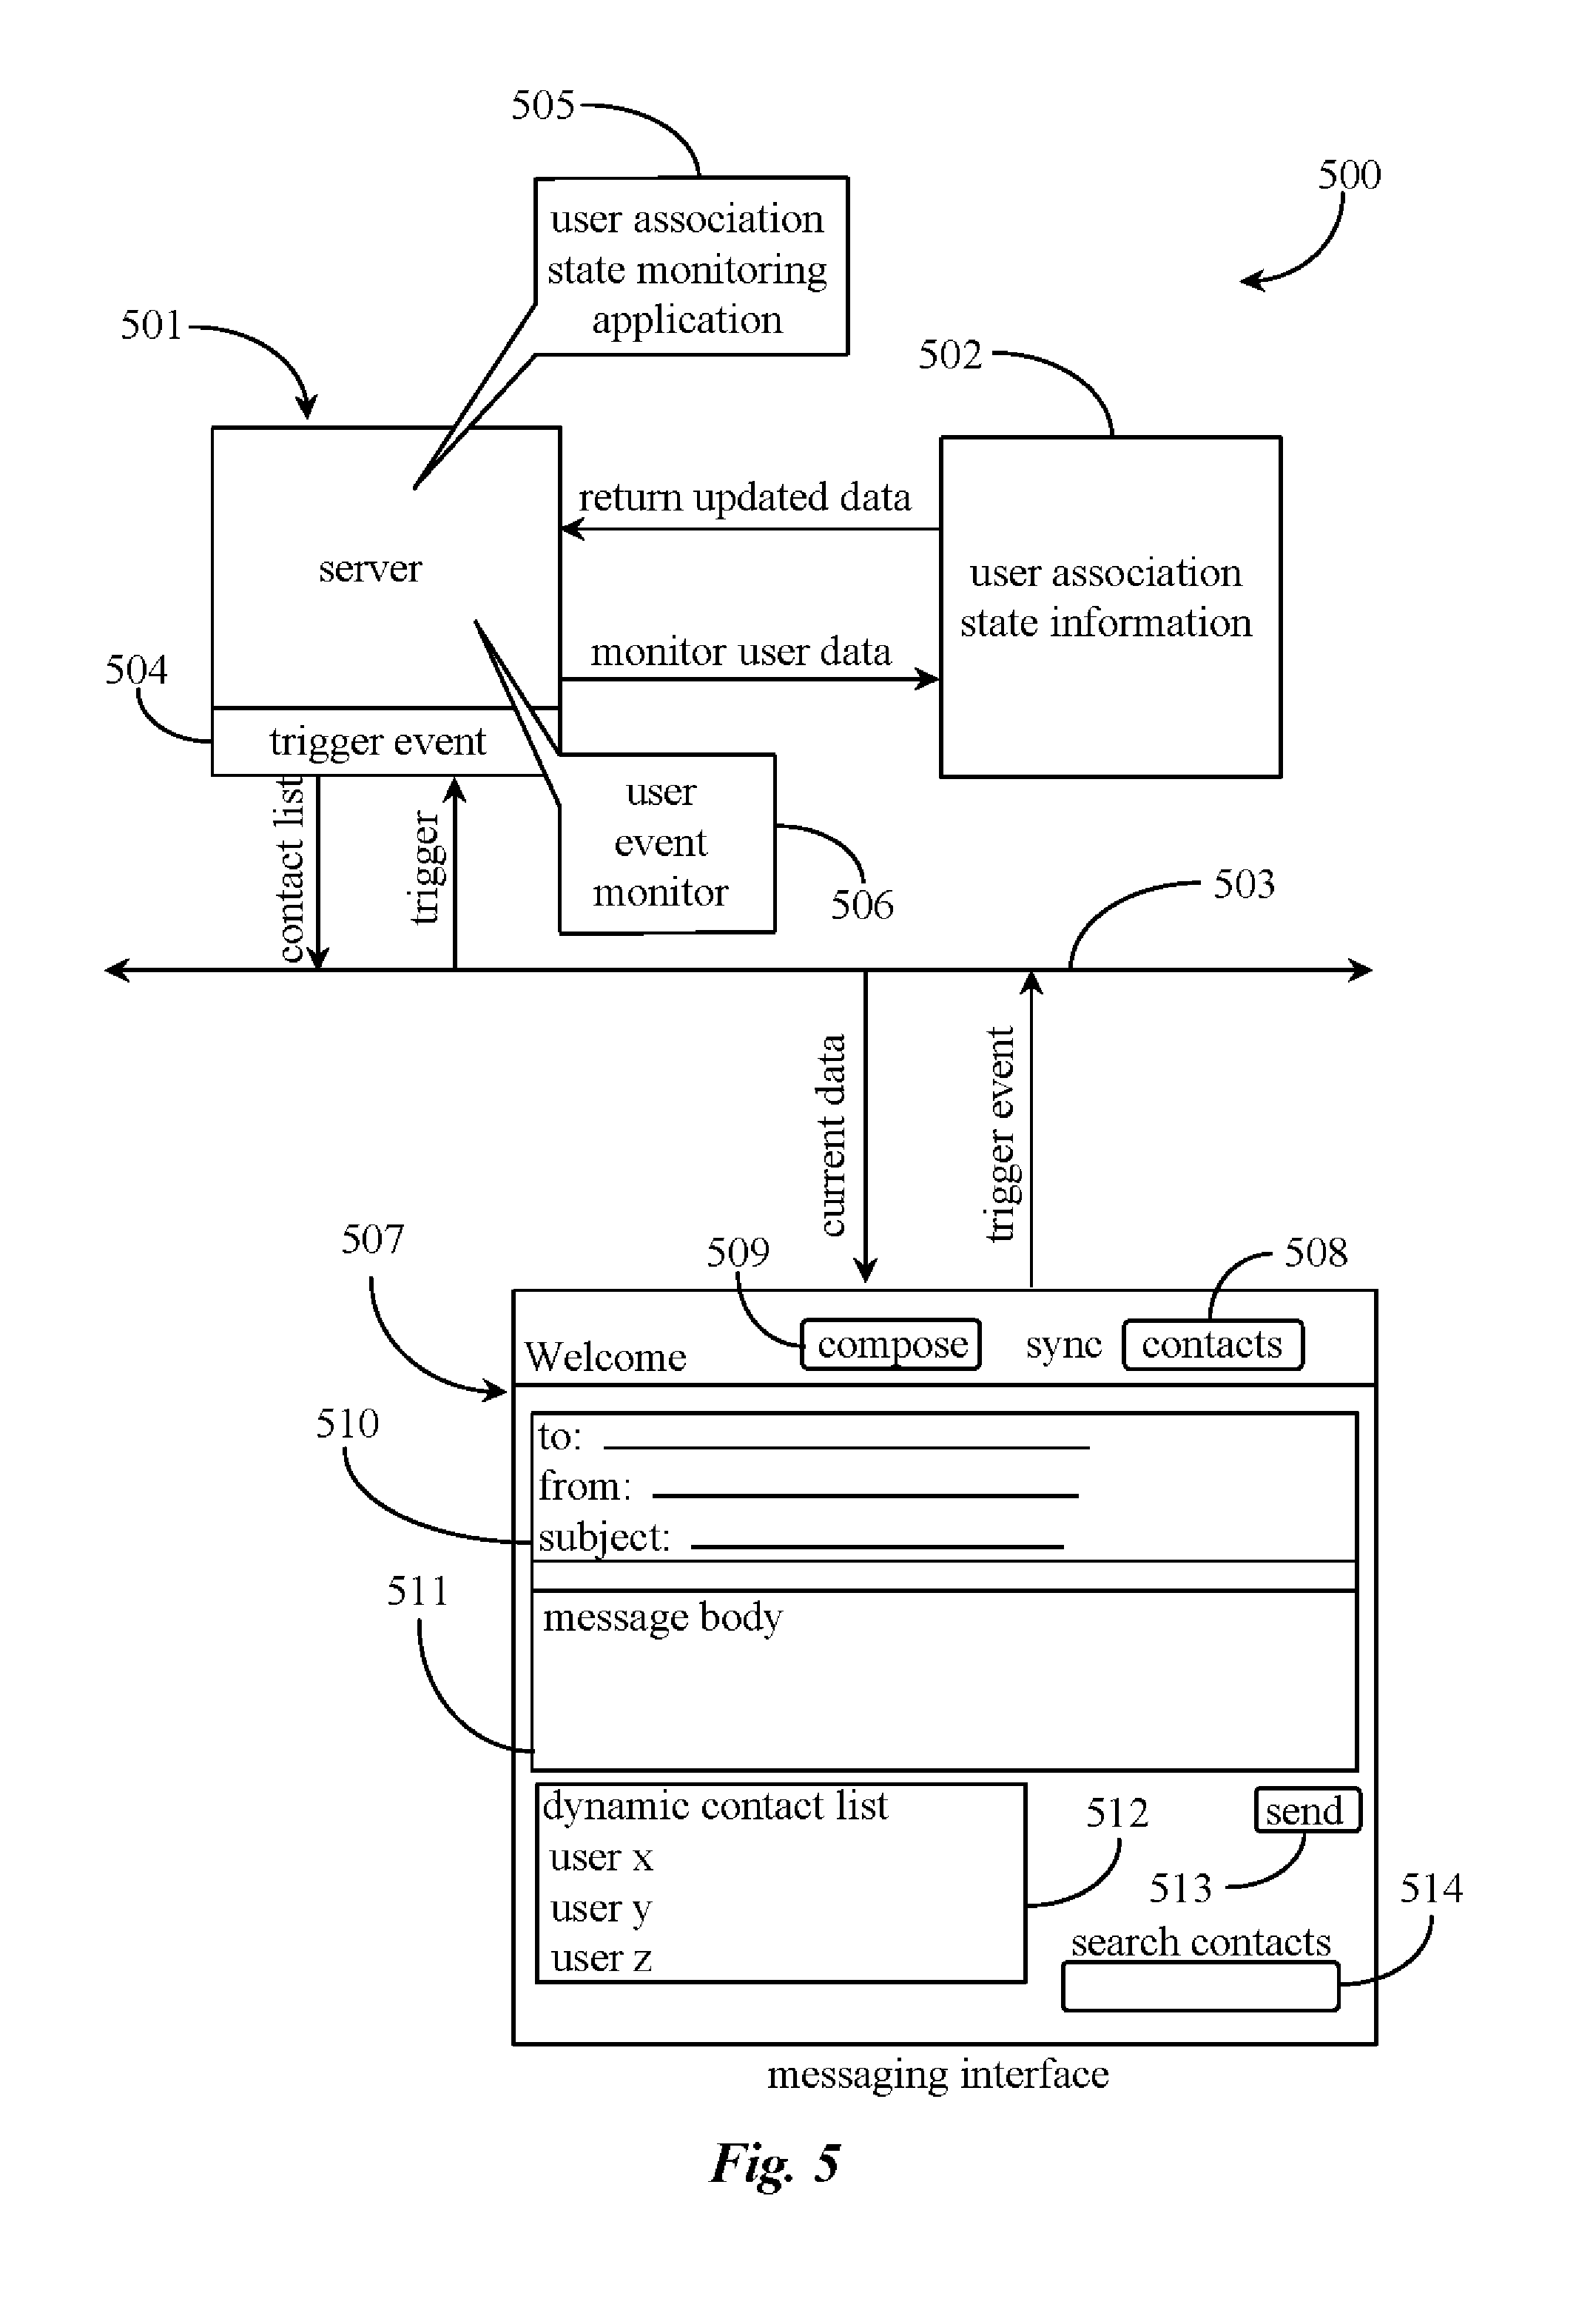 505
500
user association
state monitoring
application
501
502
return updated data
server
user association
state information
monitor user data
504
trigger event
contact list
trigger
user
event
monitor
506
503
current data
trigger event
507
509
508
Welcome
compose
sync
contacts
510
to:
from:
subject:
511
message body
dynamic contact list
user x
user y
user z
512
send
513
514
search contacts
messaging interface
Fig. 5